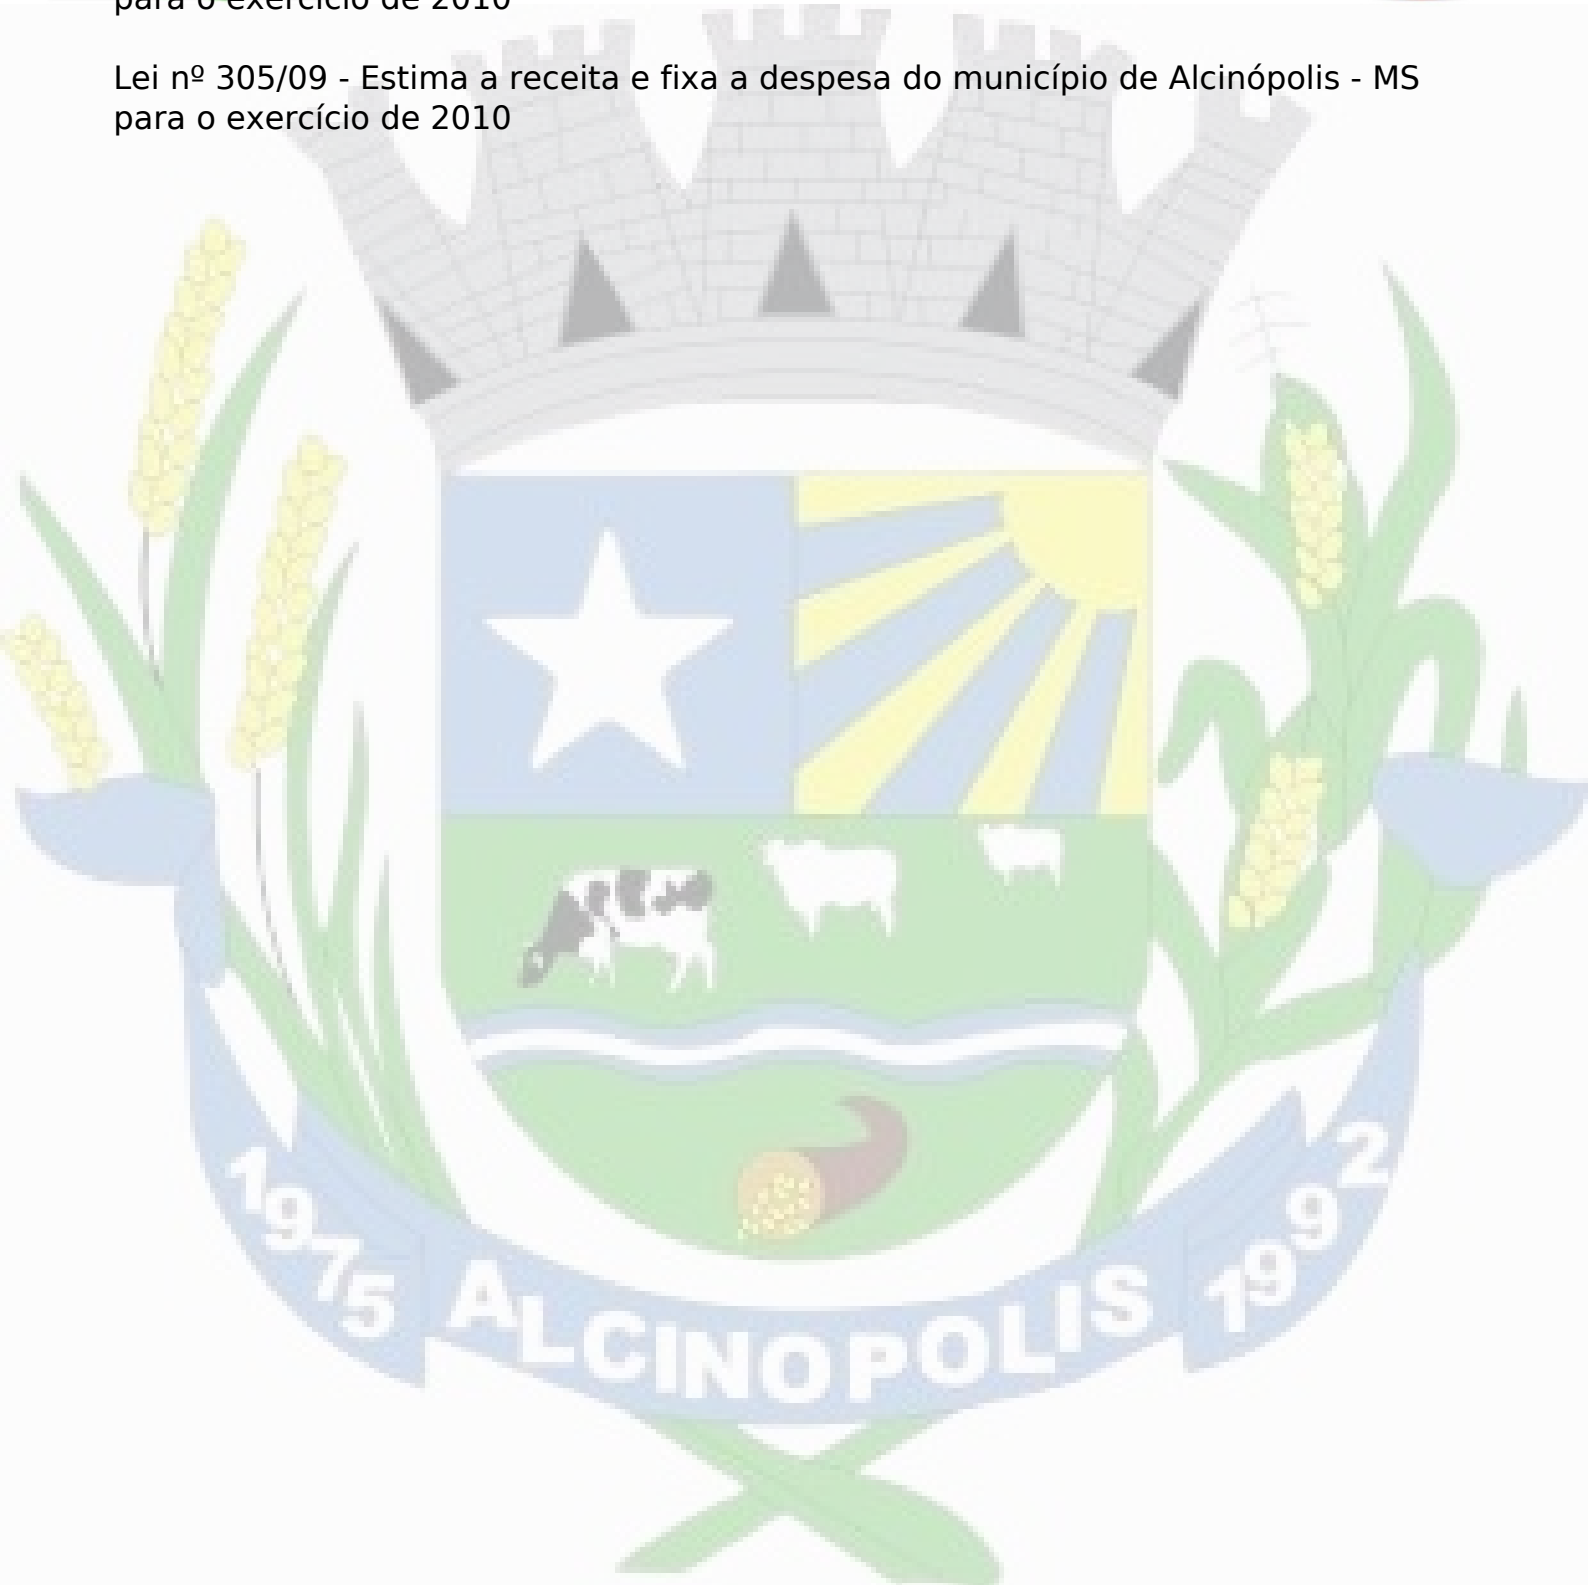 para o exercício de 2010
Lei nº 305/09 - Estima a receita e fixa a despesa do município de Alcinópolis - MS
para o exercício de 2010
1975 ALCINOPOLIS 1992